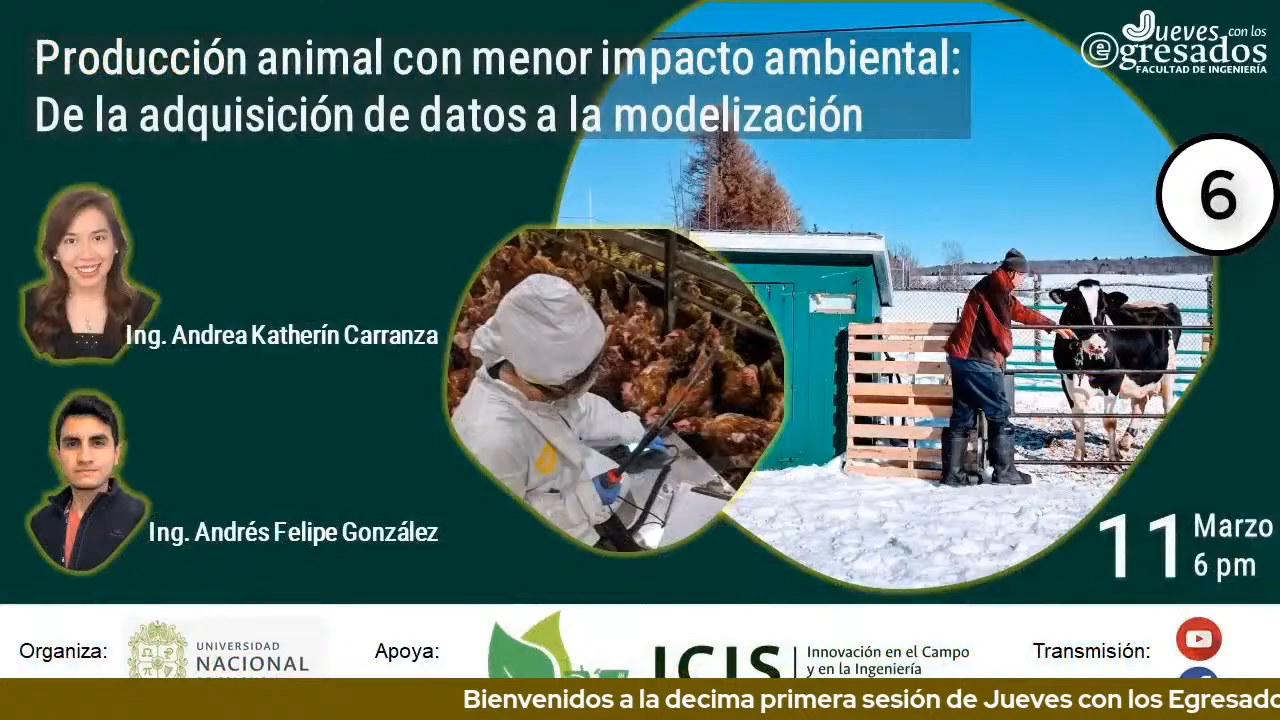 Producción animal con menor impacto ambiental:
De la adquisición de datos a la modelización
Jueves con los
egresados
FACULTAD DE INGENIERÍA
6
Ing. Andrea Katherín Carranza
Ing. Andrés Felipe González
11 Marzo
6 pm
Organiza:
UNIVERSIDAD
NACIONAL
Apoya:
ICIS
Innovación en el Campo
y en la Ingeniería
Transmisión:
Bienvenidos a la decima primera sesión de Jueves con los Egresado